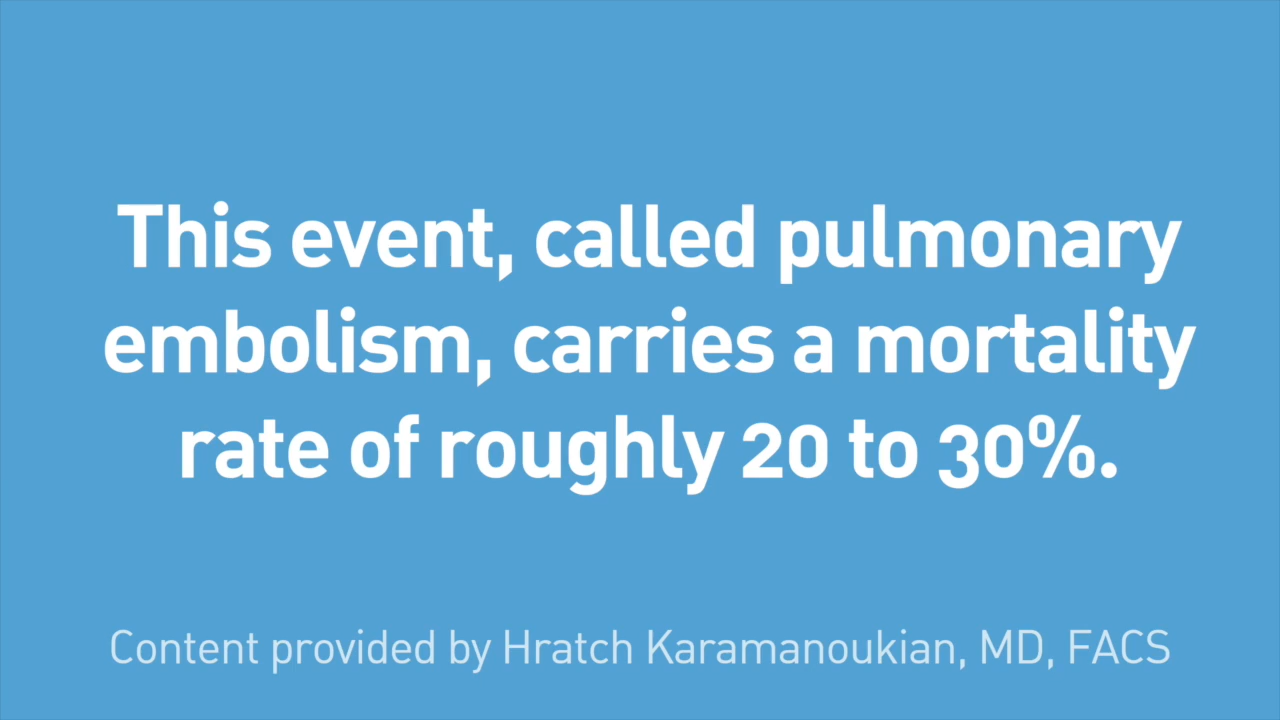 This event, called pulmonary
embolism, carries a mortality
rate of roughly 20 to 30%.
Content provided by Hratch Karamanoukian, MD, FACS